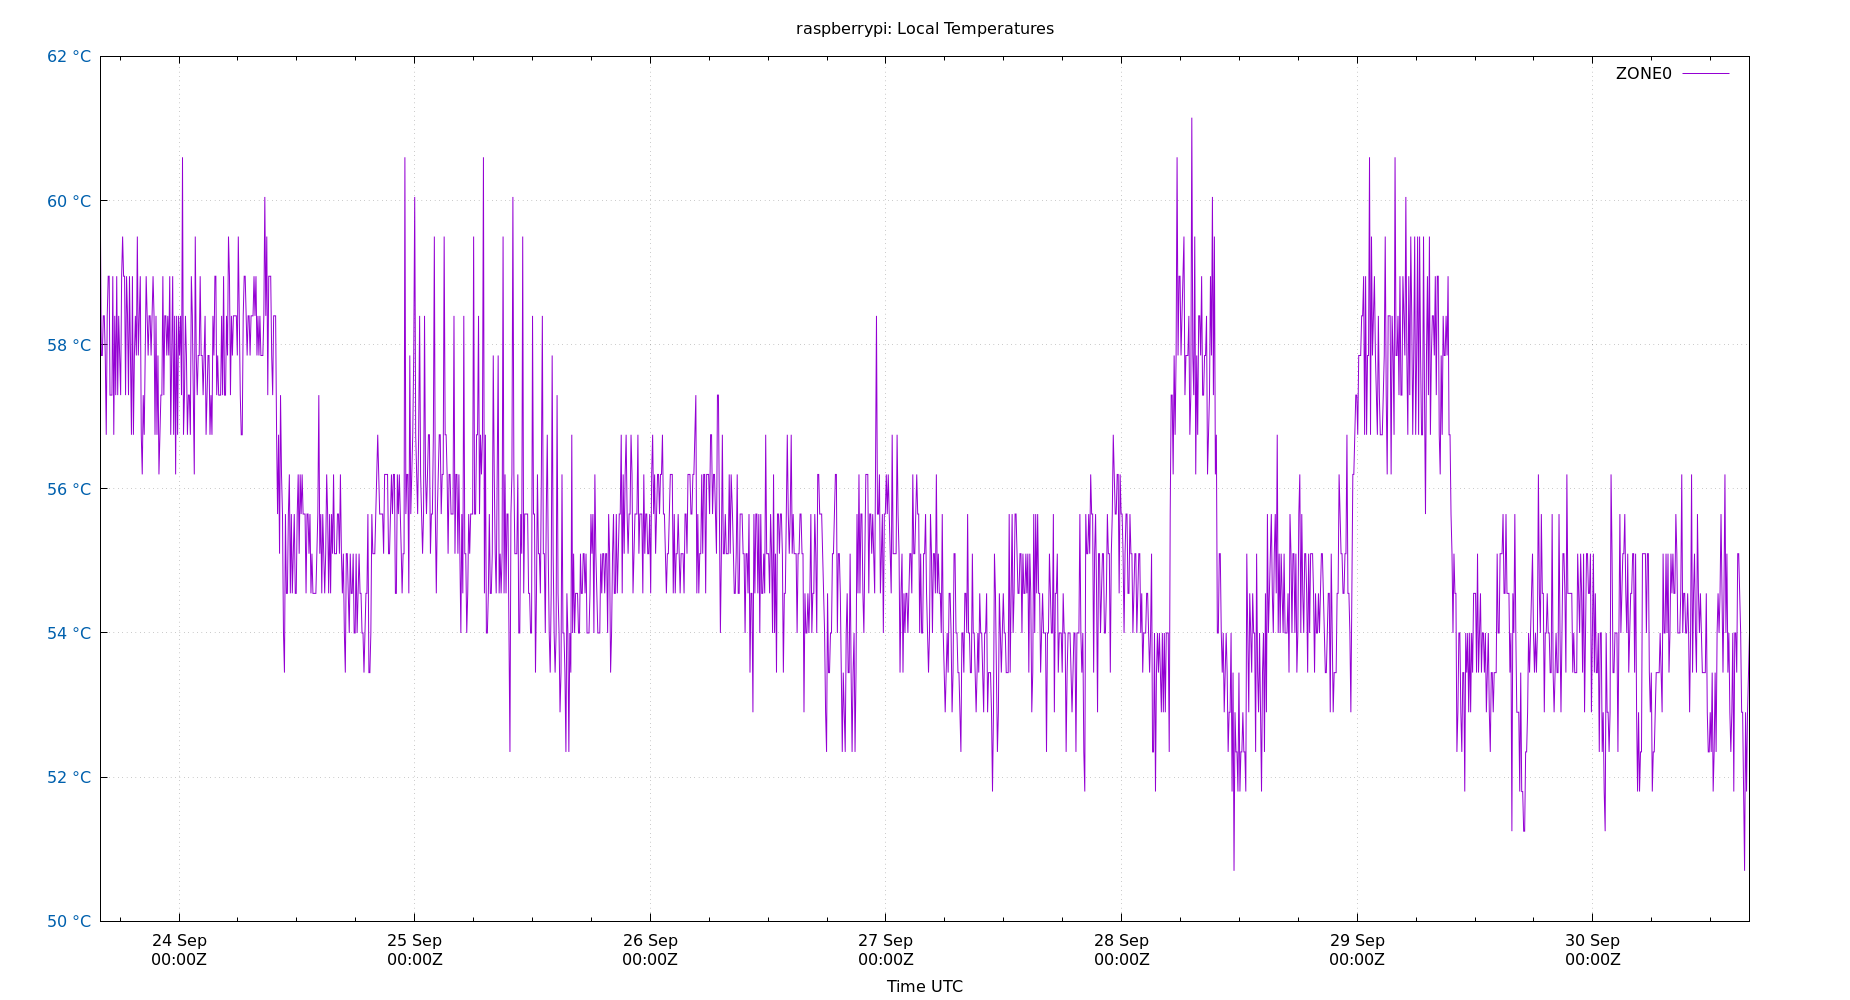 raspberrypi: Local Temperatures
62 °C
ZONE0
60 °C
58 °C
56 °C
54 °C
52 °C
50 °C
24 Sep 25 Sep 26 Sep 27 Sep 28 Sep 29 Sep 30 Sep
00:00Z 00:00Z 00:00Z 00:00Z 00:00Z 00:00Z 00:00Z
Time UTC